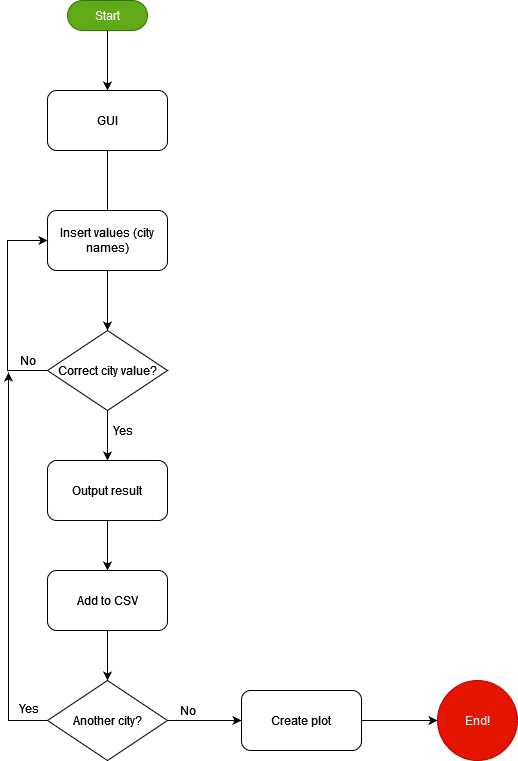 Start
GUI
Insert values (city
names)
No
Correct city value?
Yes
Output result
Add to CSV
Yes
Another city?
No
Create plot
End!